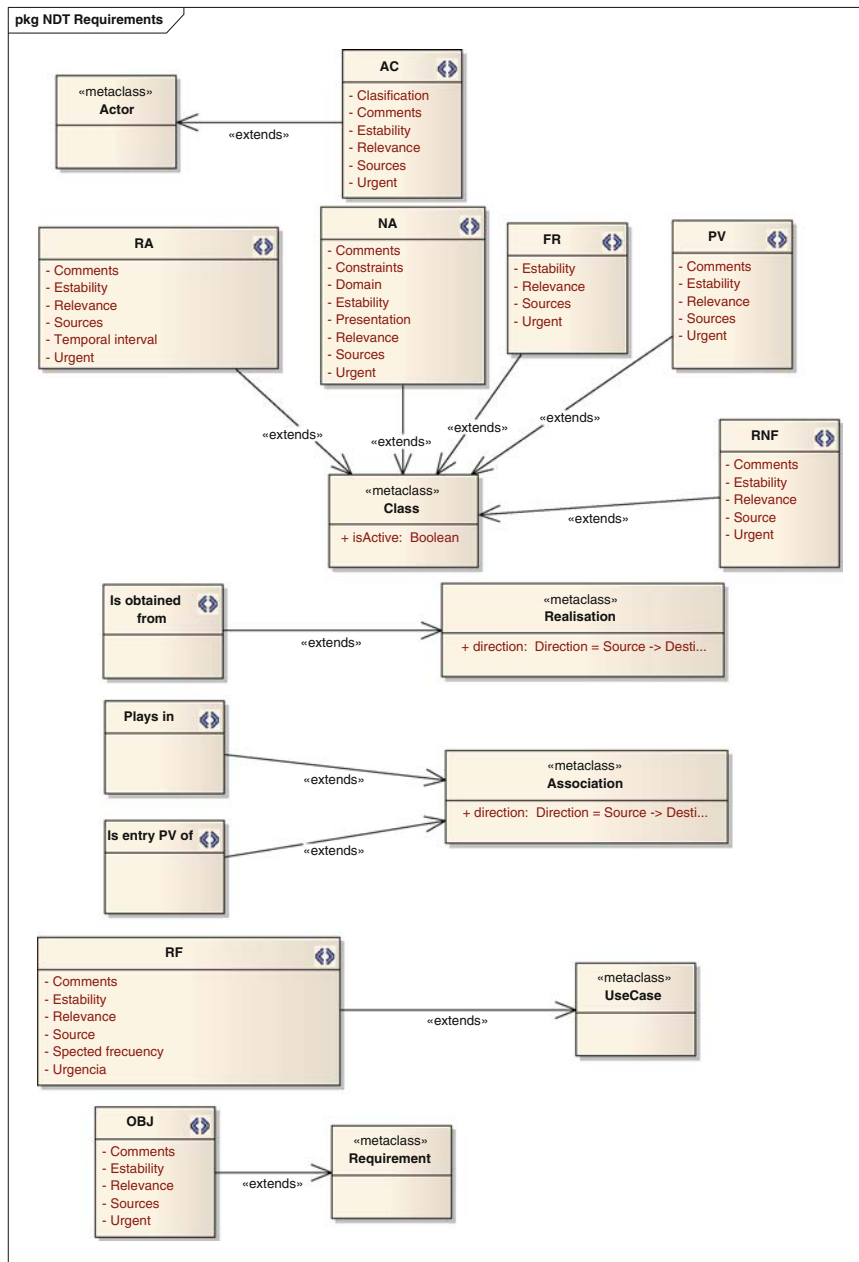 pkg NDT Requirements
AC
- Clasification
- Comments
- Estability
- Relevance
- Sources
- Urgent
«metaclass»
Actor
«extends»
RA
- Comments
- Estability
- Relevance
- Sources
- Temporal interval
- Urgent
NA
- Comments
- Constraints
- Domain
- Estability
- Presentation
- Relevance
- Sources
- Urgent
FR
- Estability
- Relevance
- Sources
- Urgent
PV
- Comments
- Estability
- Relevance
- Sources
- Urgent
«extends»
«extends»
«extends»
«extends»
RNF
- Comments
- Estability
- Relevance
- Source
- Urgent
«metaclass»
Class
+ isActive: Boolean
«extends»
Is obtained
from
«extends»
«metaclass»
Realisation
+ direction: Direction = Source -> Desti...
Plays in
«extends»
«metaclass»
Association
+ direction: Direction = Source -> Desti...
Is entry PV of
«extends»
RF
- Comments
- Estability
- Relevance
- Source
- Spected frecuency
- Urgencia
«extends»
«metaclass»
UseCase
OBJ
- Comments
- Estability
- Relevance
- Sources
- Urgent
«extends»
«metaclass»
Requirement